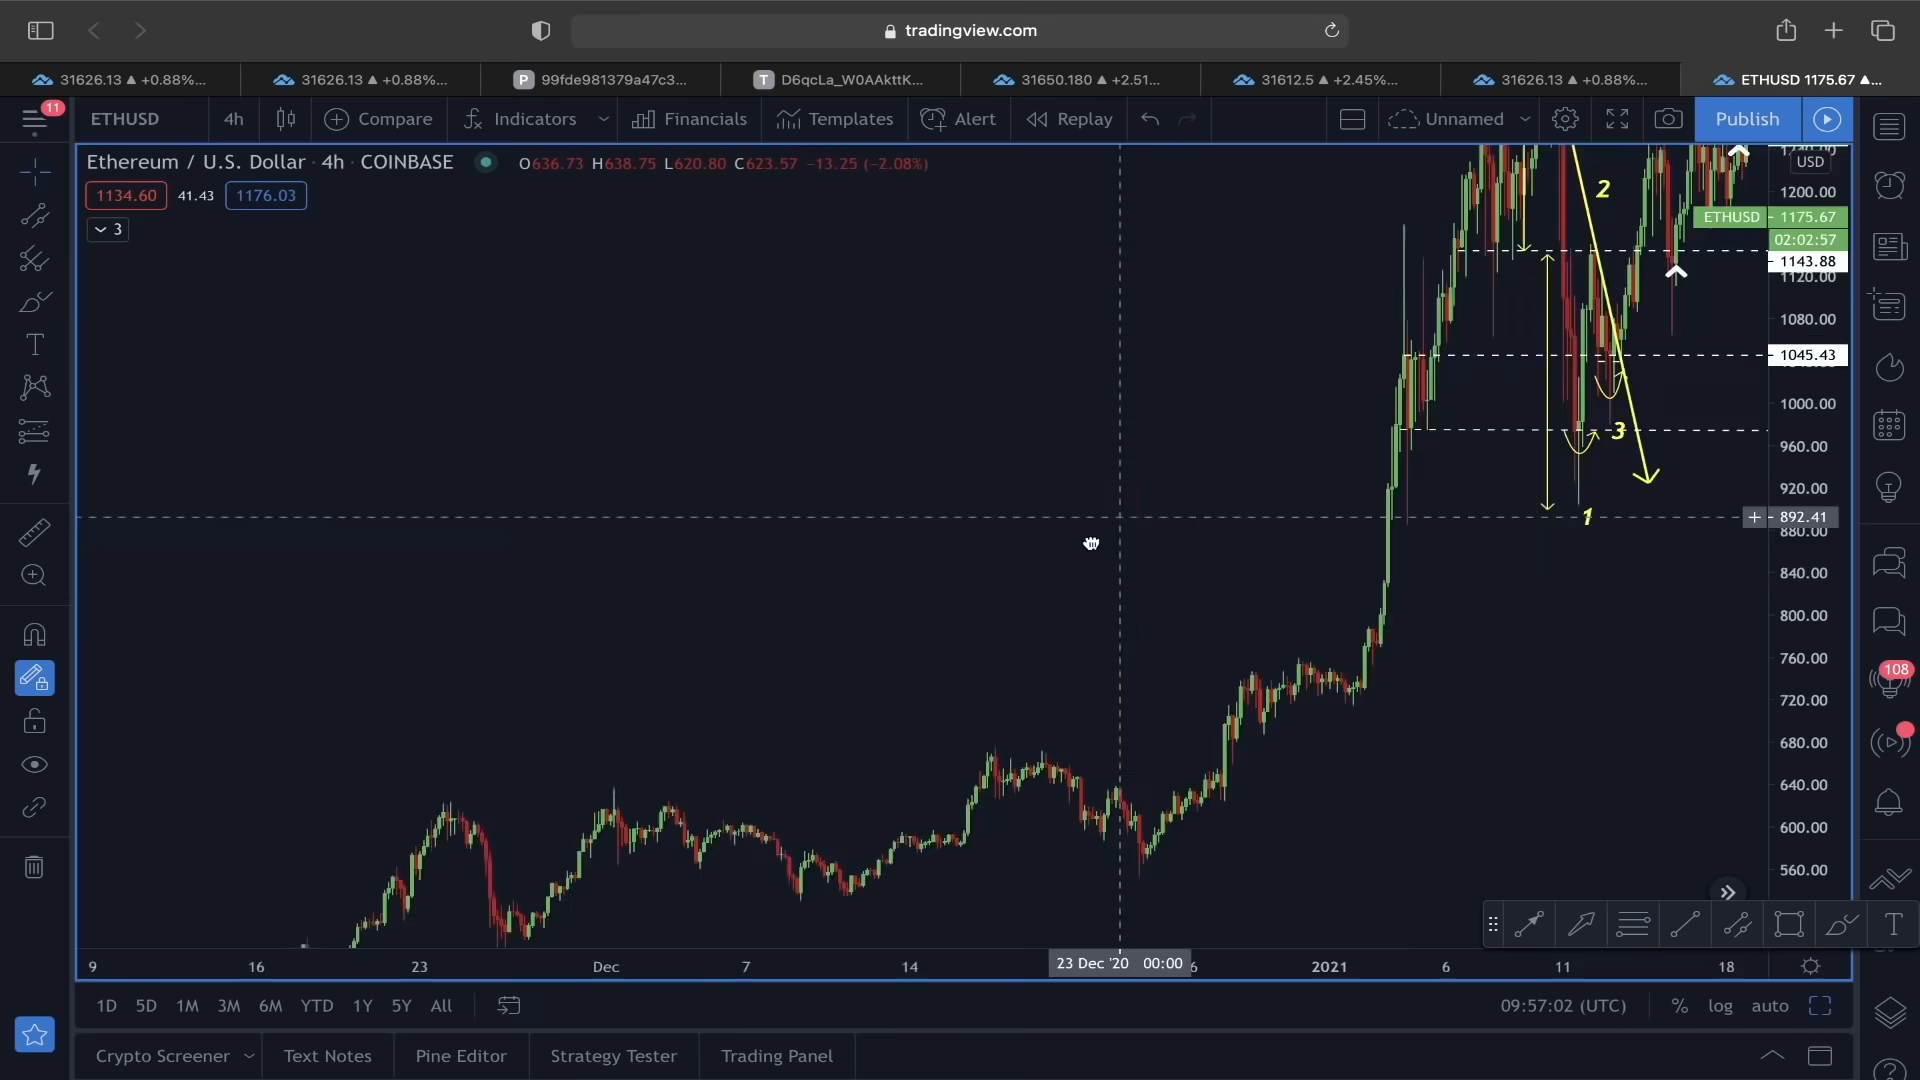 tradingview.com
31626.13 ▲ +0.88%...
31626.13 ▲ +0.88%...
P 99fde981379a47c3...
T D6qcLa_W0AAkttK...
31650.180 ▲ +2.51...
31612.5 ▲ +2.45%...
31626.13 ▲ +0.88%...
ETHUSD 1175.67 ▲...
11
ETHUSD 4h Compare Indicators Financials Templates Alert Replay Unnamed Publish
Ethereum / U.S. Dollar · 4h · COINBASE O636.73 H638.75 L620.80 C623.57 -13.25 (-2.08%)
1134.60 41.43 1176.03
3
USD
1200.00
ETHUSD 1175.67
02:02:57
1143.88
1120.00
1080.00
1045.43
1000.00
960.00
920.00
+ 892.41
880.00
840.00
800.00
760.00
720.00
680.00
640.00
600.00
560.00
2
3
1
108
T
9 16 23 Dec 7 14 23 Dec '20 00:00 6 2021 6 11 18
1D 5D 1M 3M 6M YTD 1Y 5Y All 09:57:02 (UTC) % log auto
Crypto Screener Text Notes Pine Editor Strategy Tester Trading Panel